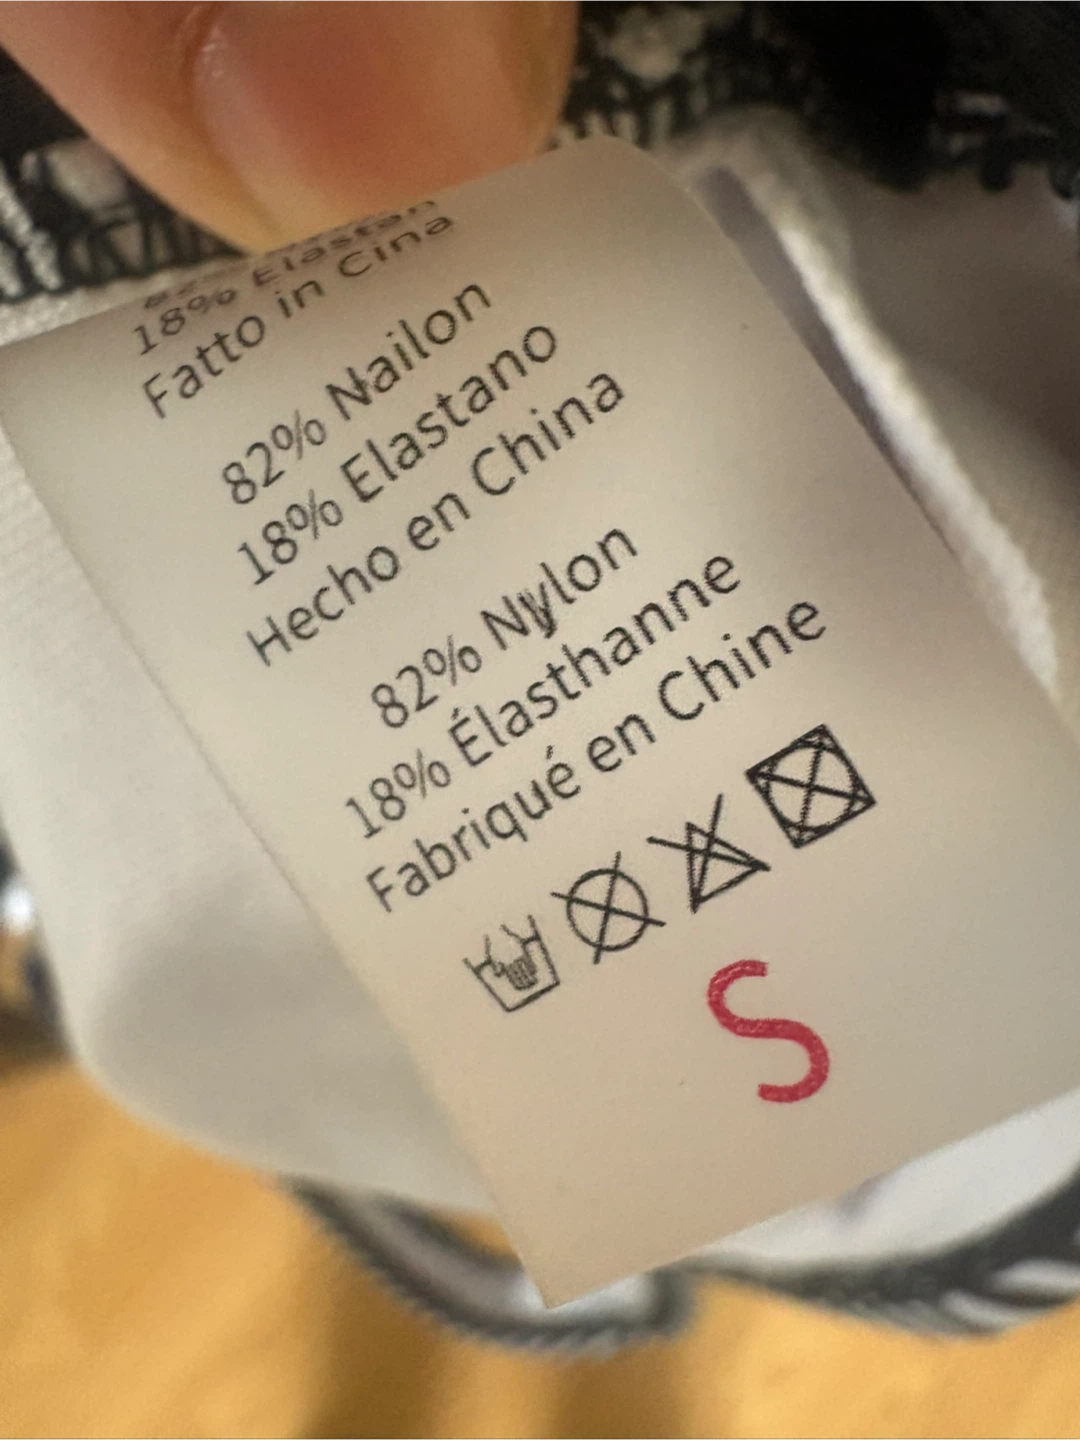 18% Elastan
Fatto in Cina
82% Nailon
18% Elastano
Hecho en China
82% Nylon
18% Élasthanne
Fabriqué en Chine
S